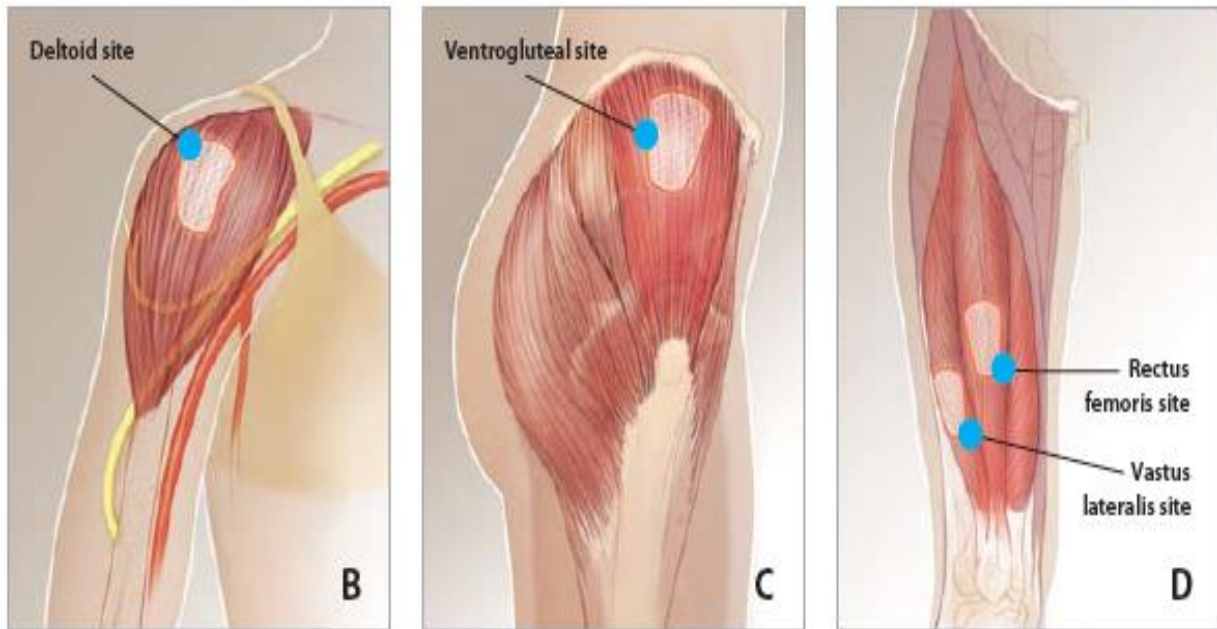 Deltoid site
Ventrogluteal site
Rectus
femoris site
Vastus
lateralis site
B
C
D